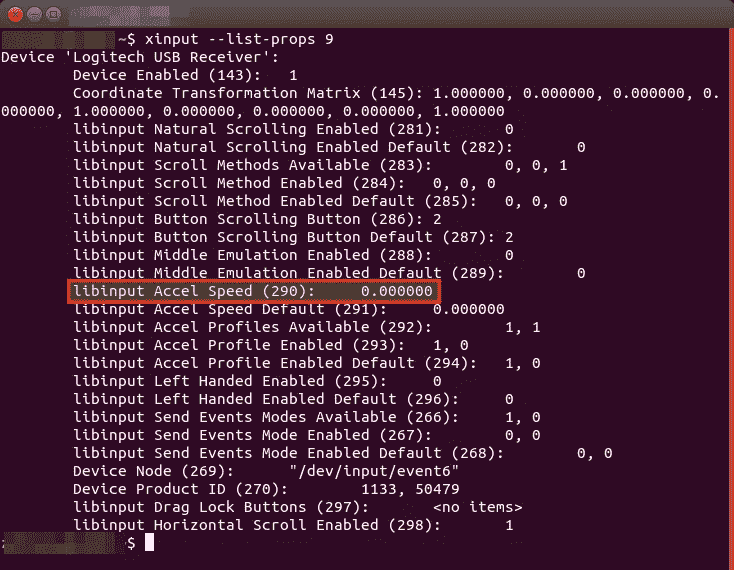 ~$ xinput --list-props 9
Device 'Logitech USB Receiver':
Device Enabled (143): 1
Coordinate Transformation Matrix (145): 1.000000, 0.000000, 0.000000, 0.
000000, 1.000000, 0.000000, 0.000000, 0.000000, 1.000000
libinput Natural Scrolling Enabled (281): 0
libinput Natural Scrolling Enabled Default (282): 0
libinput Scroll Methods Available (283): 0, 0, 1
libinput Scroll Method Enabled (284): 0, 0, 0
libinput Scroll Method Enabled Default (285): 0, 0, 0
libinput Button Scrolling Button (286): 2
libinput Button Scrolling Button Default (287): 2
libinput Middle Emulation Enabled (288): 0
libinput Middle Emulation Enabled Default (289): 0
libinput Accel Speed (290): 0.000000
libinput Accel Speed Default (291): 0.000000
libinput Accel Profiles Available (292): 1, 1
libinput Accel Profile Enabled (293): 1, 0
libinput Accel Profile Enabled Default (294): 1, 0
libinput Left Handed Enabled (295): 0
libinput Left Handed Enabled Default (296): 0
libinput Send Events Modes Available (266): 1, 0
libinput Send Events Mode Enabled (267): 0, 0
libinput Send Events Mode Enabled Default (268): 0, 0
Device Node (269): "/dev/input/event6"
Device Product ID (270): 1133, 50479
libinput Drag Lock Buttons (297): <no items>
libinput Horizontal Scroll Enabled (298): 1
$